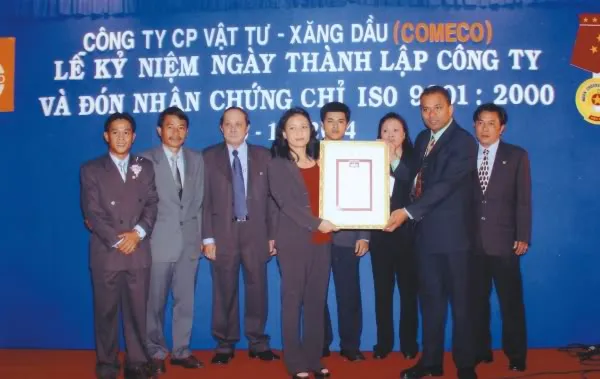 CÔNG TY CP VẬT TƯ - XĂNG DẦU (COMECO)
LỄ KỶ NIỆM NGÀY THÀNH LẬP CÔNG TY
VÀ ĐÓN NHẬN CHỨNG CHỈ ISO 9001 : 2000